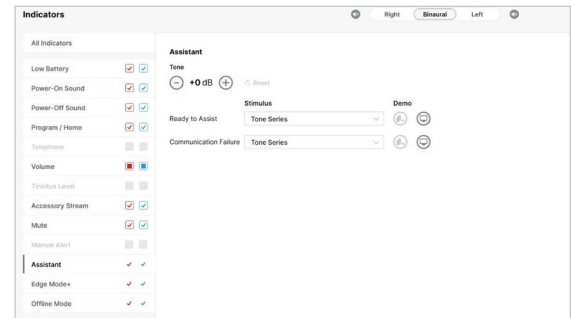 Indicators
Right Binaural Left
All Indicators
Low Battery
Power-On Sound
Power-Off Sound
Program / Home
Telephone
Volume
Tinnitus Level
Accessory Stream
Mute
Manual Alert
Assistant
Edge Mode+
Offline Mode
Assistant
Tone
+0 dB Reset
Stimulus Demo
Ready to Assist Tone Series
Communication Failure Tone Series